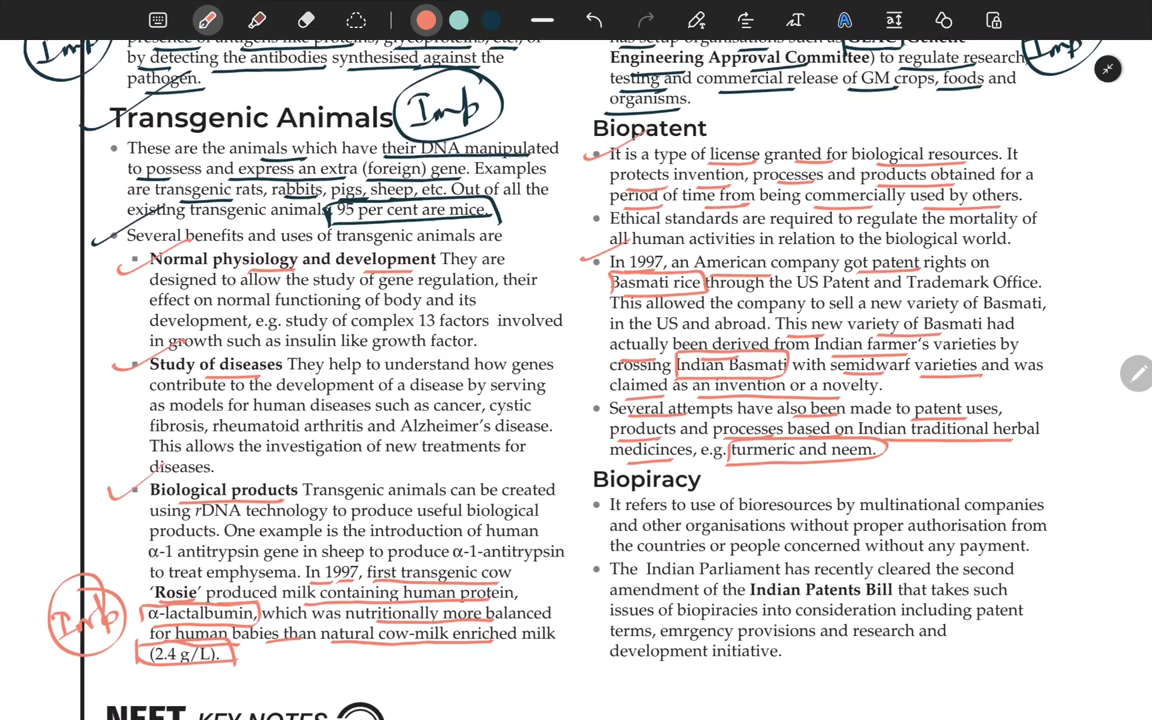 presence of antigens like proteins, glycoproteins, etc., or
by detecting the antibodies synthesised against the
pathogen.
Imp
Transgenic Animals
Imp
• These are the animals which have their DNA manipulated
to possess and express an extra (foreign) gene. Examples
are transgenic rats, rabbits, pigs, sheep, etc. Out of all the
existing transgenic animals, 95 per cent are mice.
• Several benefits and uses of transgenic animals are
▪ Normal physiology and development They are
designed to allow the study of gene regulation, their
effect on normal functioning of body and its
development, e.g. study of complex 13 factors involved
in growth such as insulin like growth factor.
▪ Study of diseases They help to understand how genes
contribute to the development of a disease by serving
as models for human diseases such as cancer, cystic
fibrosis, rheumatoid arthritis and Alzheimer's disease.
This allows the investigation of new treatments for
diseases.
▪ Biological products Transgenic animals can be created
using rDNA technology to produce useful biological
products. One example is the introduction of human
α-1 antitrypsin gene in sheep to produce α-1-antitrypsin
to treat emphysema. In 1997, first transgenic cow
'Rosie' produced milk containing human protein,
α-lactalbumin, which was nutritionally more balanced
for human babies than natural cow-milk enriched milk
(2.4 g/L).
Imp
NEET KEY NOTES
has setup organisations such as GEAC (Genetic
Engineering Approval Committee) to regulate research,
testing and commercial release of GM crops, foods and
organisms.
Imp
Biopatent
• It is a type of license granted for biological resources. It
protects invention, processes and products obtained for a
period of time from being commercially used by others.
• Ethical standards are required to regulate the mortality of
all human activities in relation to the biological world.
• In 1997, an American company got patent rights on
Basmati rice through the US Patent and Trademark Office.
This allowed the company to sell a new variety of Basmati,
in the US and abroad. This new variety of Basmati had
actually been derived from Indian farmer's varieties by
crossing Indian Basmati with semidwarf varieties and was
claimed as an invention or a novelty.
• Several attempts have also been made to patent uses,
products and processes based on Indian traditional herbal
medicinces, e.g. turmeric and neem.
Biopiracy
• It refers to use of bioresources by multinational companies
and other organisations without proper authorisation from
the countries or people concerned without any payment.
• The Indian Parliament has recently cleared the second
amendment of the Indian Patents Bill that takes such
issues of biopiracies into consideration including patent
terms, emrgency provisions and research and
development initiative.